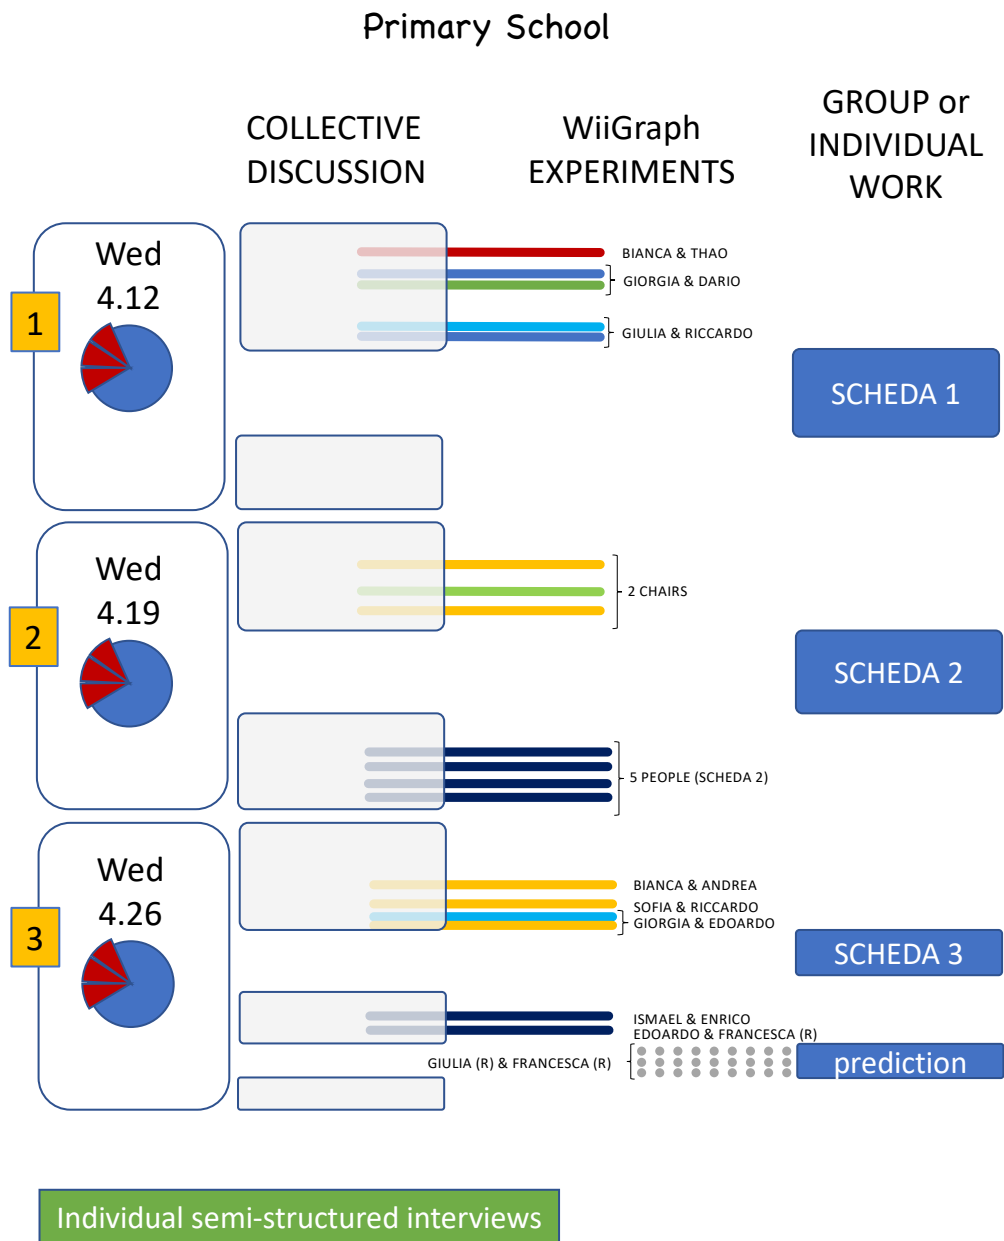 Primary School
COLLECTIVE
DISCUSSION
WiiGraph
EXPERIMENTS
GROUP or
INDIVIDUAL
WORK
1
Wed
4.12
BIANCA & THAO
GIORGIA & DARIO
GIULIA & RICCARDO
SCHEDA 1
2
Wed
4.19
2 CHAIRS
SCHEDA 2
5 PEOPLE (SCHEDA 2)
3
Wed
4.26
BIANCA & ANDREA
SOFIA & RICCARDO
GIORGIA & EDOARDO
SCHEDA 3
ISMAEL & ENRICO
EDOARDO & FRANCESCA (R)
GIULIA (R) & FRANCESCA (R)
prediction
Individual semi-structured interviews